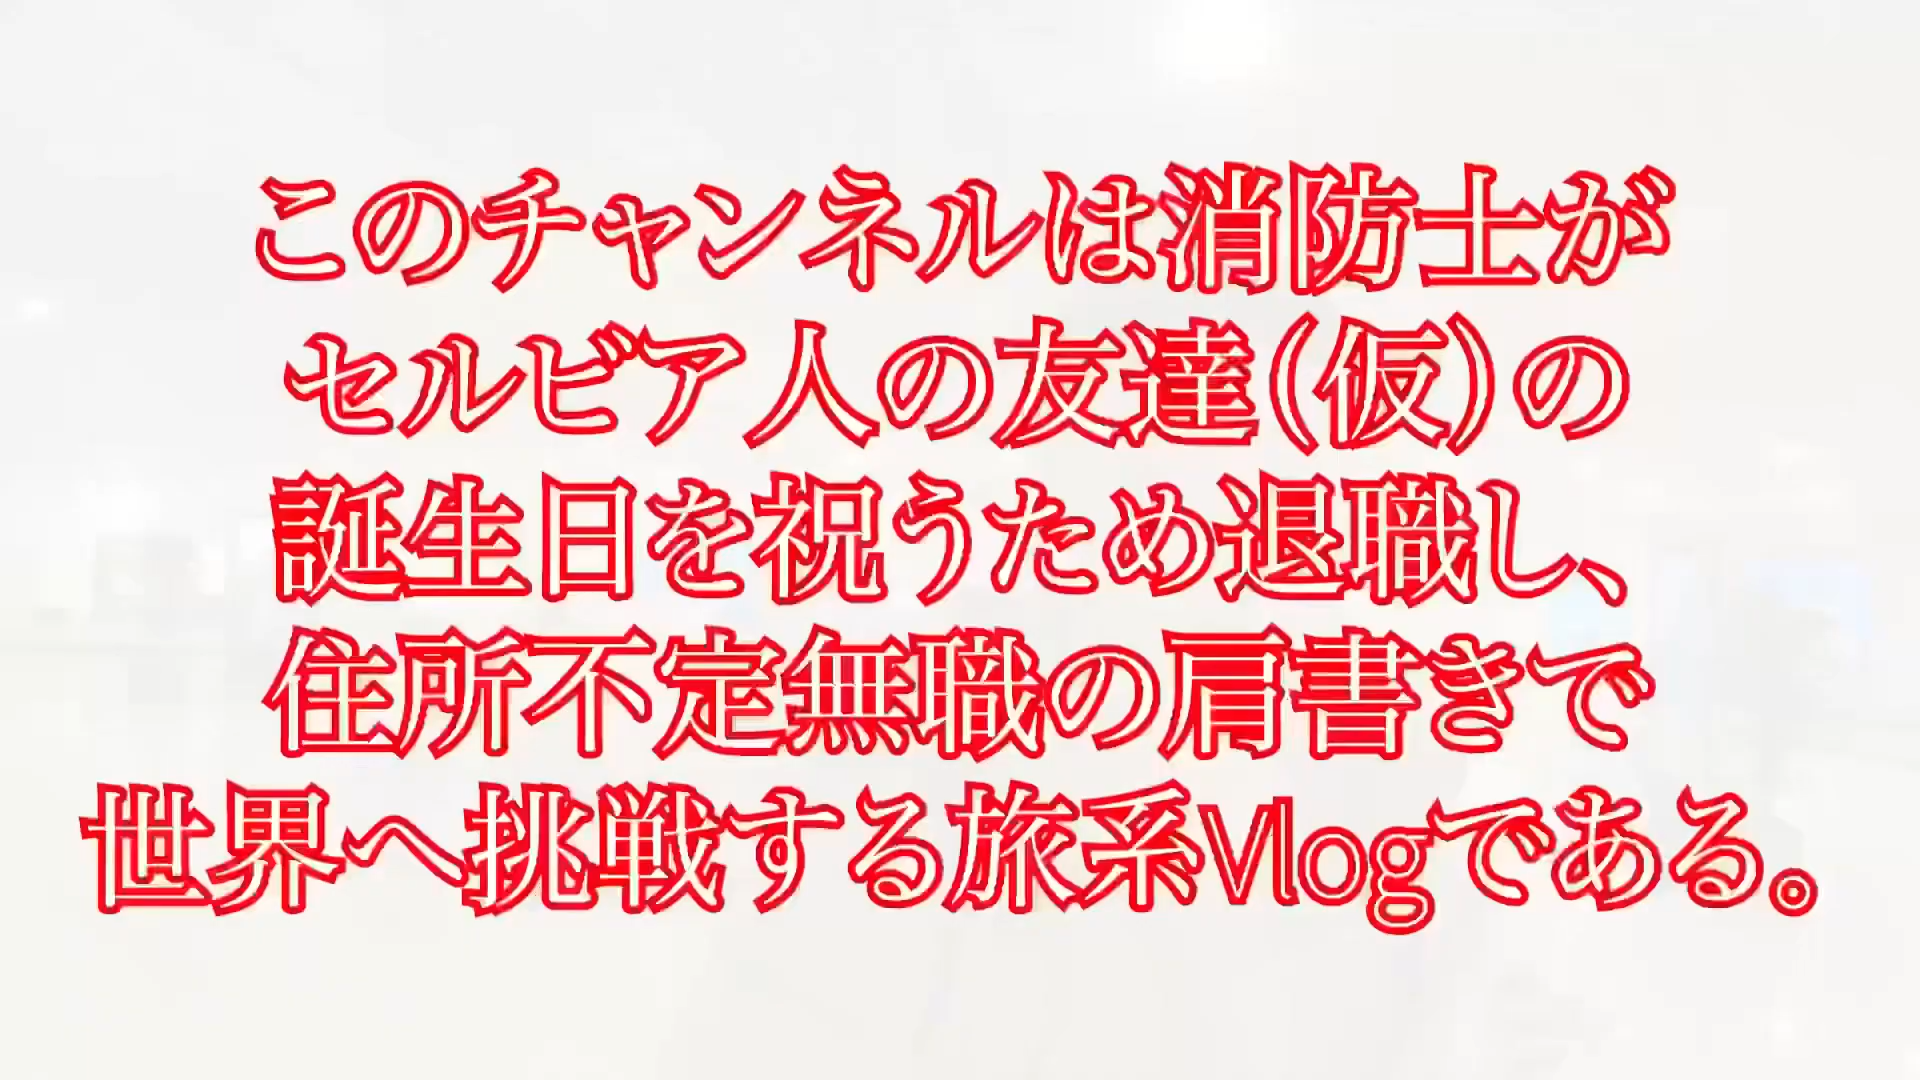 このチャンネルは消防士が
セルビア人の友達(仮)の
誕生日を祝うため退職し、
住所不定無職の肩書きで
世界へ挑戦する旅系Vlogである。